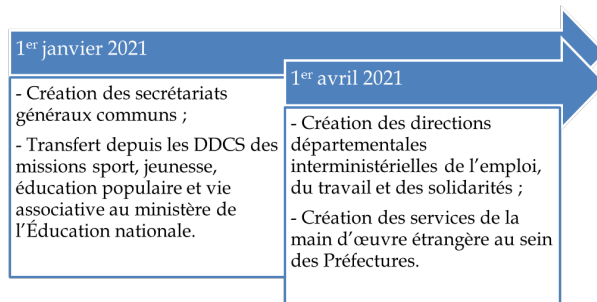 1er janvier 2021
- Création des secrétariats
généraux communs ;
- Transfert depuis les DDCS des
missions sport, jeunesse,
éducation populaire et vie
associative au ministère de
l’Éducation nationale.
1er avril 2021
- Création des directions
départementales
interministérielles de l’emploi,
du travail et des solidarités ;
- Création des services de la
main d’œuvre étrangère au sein
des Préfectures.